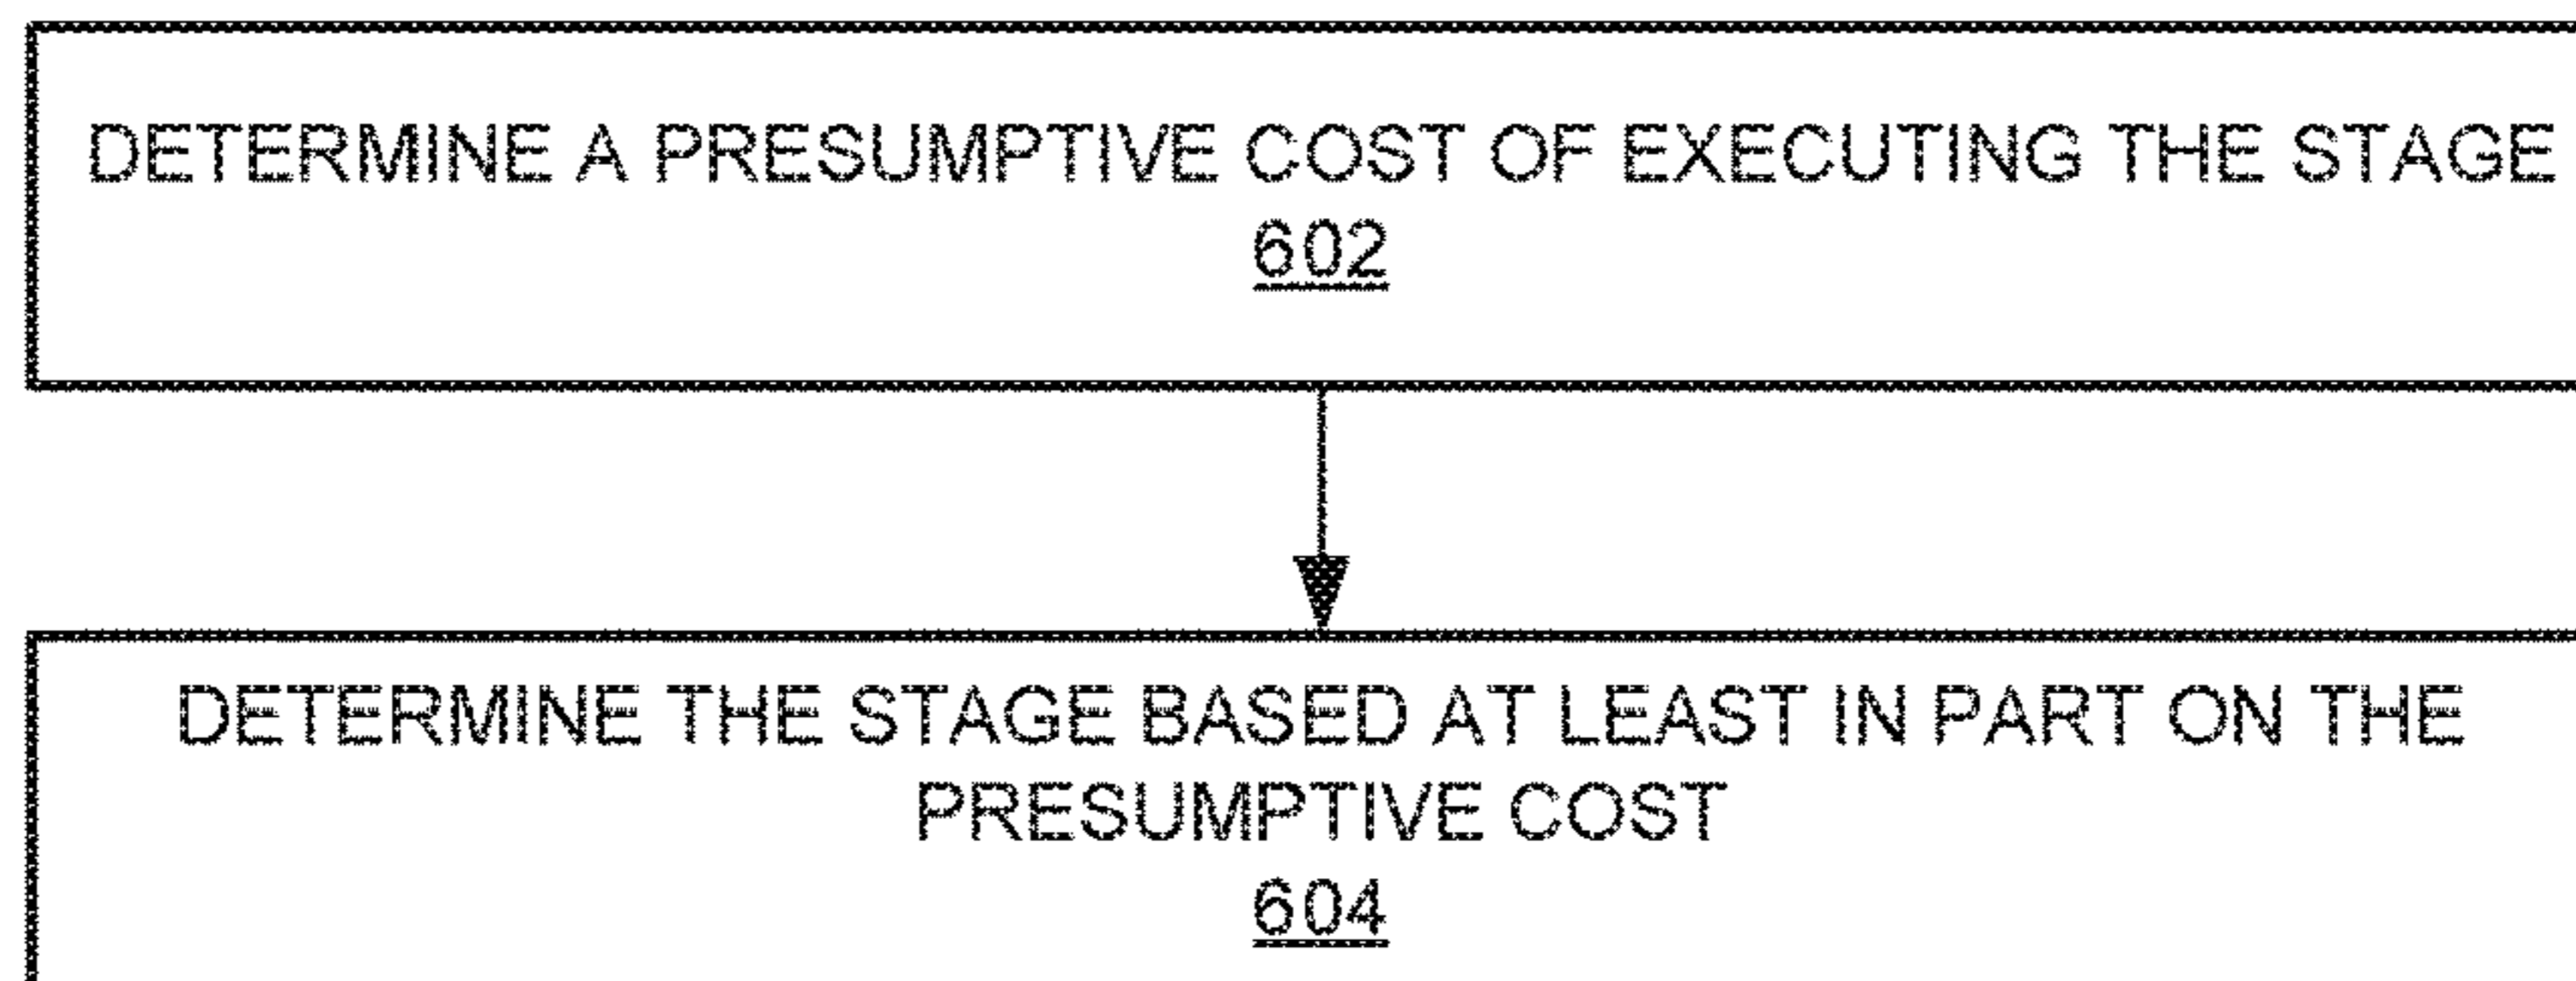 DETERMINE A PRESUMPTIVE COST OF EXECUTING THE STAGE
602
DETERMINE THE STAGE BASED AT LEAST IN PART ON THE
PRESUMPTIVE COST
604